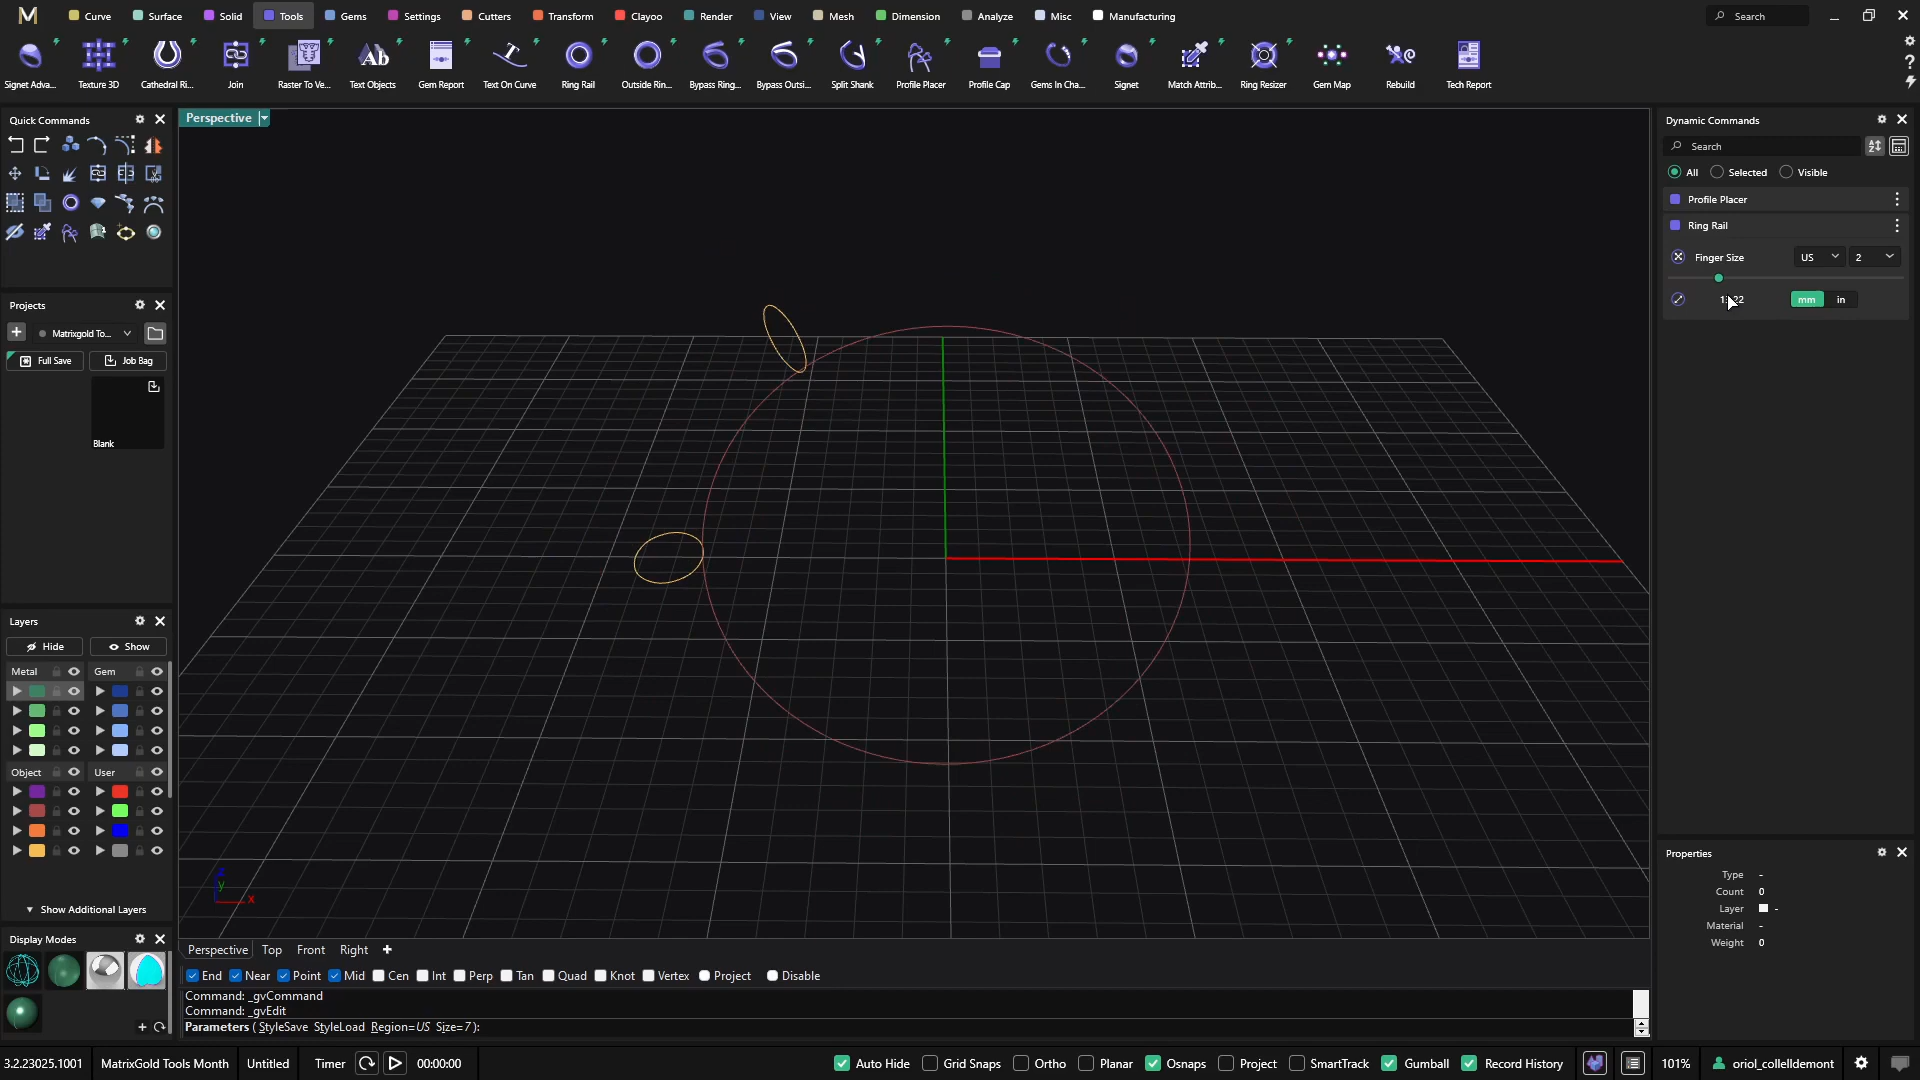 Curve Surface Solid Tools Gems Settings Cutters Transform Clayoo Render View Mesh Dimension Analyze Misc Manufacturing Search
Signet Adva... Texture 3D Cathedral Ri... Join Raster To Ve... Text Objects Gem Report Text On Curve Ring Rail Outside Rin... Bypass Ring... Bypass Outsi... Split Shank Profile Placer Profile Cap Gems In Cha... Signet Match Attrib... Ring Resizer Gem Map Rebuild Tech Report
Quick Commands
Projects
Matrixgold To...
Full Save Job Bag
Blank
Layers
Hide Show
Metal Gem
Object User
Show Additional Layers
Display Modes
Perspective
Perspective Top Front Right
End Near Point Mid Cen Int Perp Tan Quad Knot Vertex Project Disable
Command: _gvCommand
Command: _gvEdit
Parameters ( StyleSave StyleLoad Region=US Size=7 ):
Dynamic Commands
Search
All Selected Visible
Profile Placer
Ring Rail
Finger Size US 2
mm in
Properties
Type -
Count 0
Layer -
Material -
Weight 0
3.2.23025.1001 MatrixGold Tools Month Untitled Timer 00:00:00 Auto Hide Grid Snaps Ortho Planar Osnaps Project SmartTrack Gumball Record History 101% oriol_collelldemont